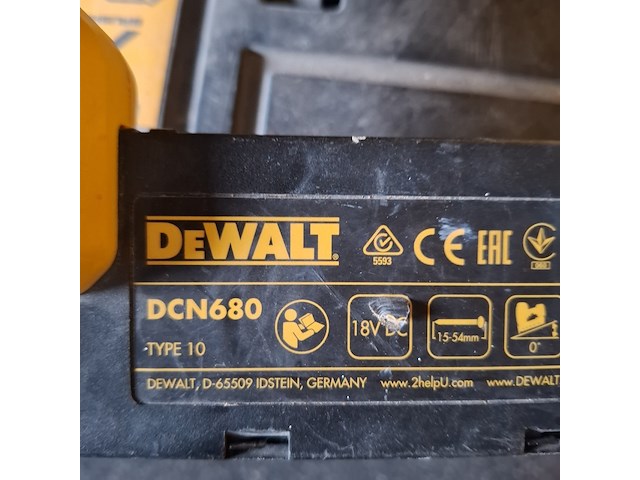 DEWALT
5593
CE EAC
DCN680
18V DC
15-54mm
0°
TYPE 10
DEWALT, D-65509 IDSTEIN, GERMANY www.2helpU.com www.DEWALT